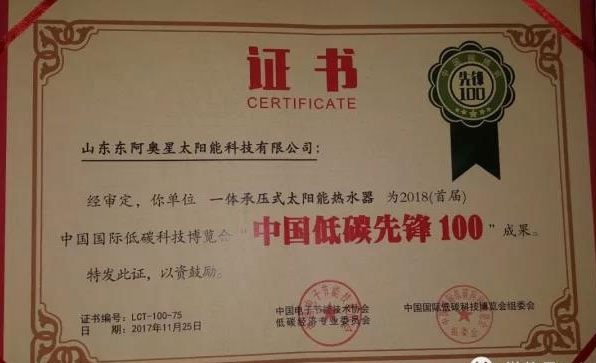 证书
CERTIFICATE
先锋
100
山东东阿奥星太阳能科技有限公司：
经审定，你单位 一体承压式太阳能热水器 为2018(首届)
中国国际低碳科技博览会“中国低碳先锋100”成果。
特发此证，以资鼓励。
证书编号：LCT-100-75
日 期：2017年11月25日
中国电子节能技术协会
低碳经济专业委员会
中国国际低碳科技博览会组委会